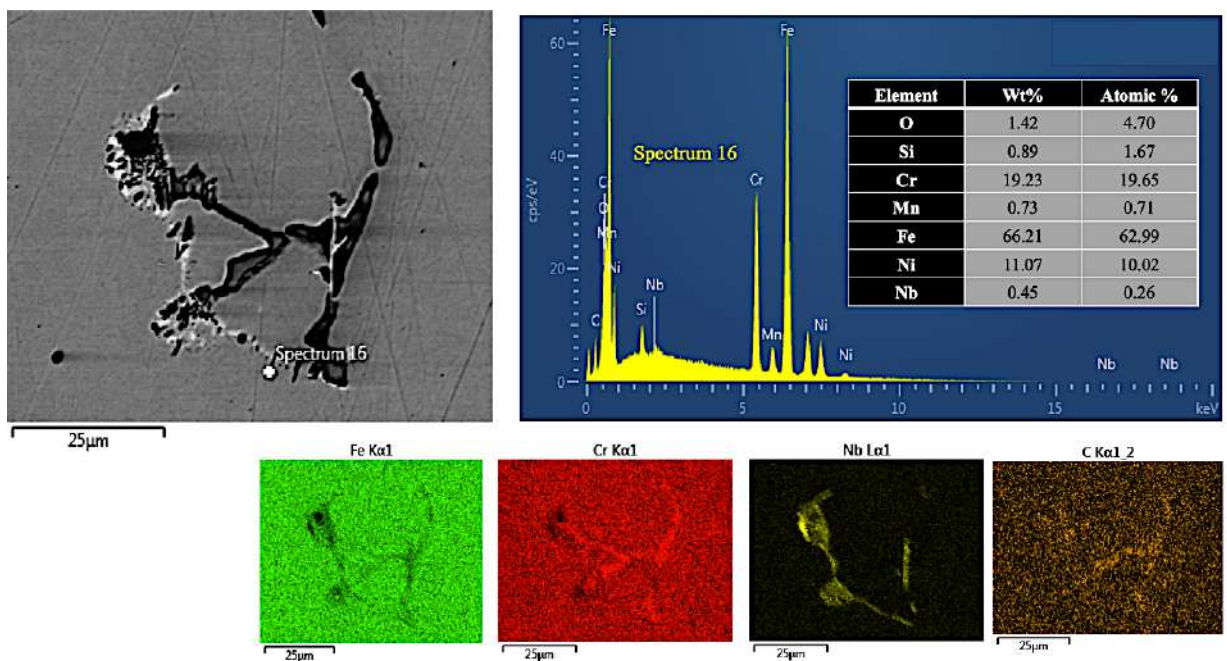 Spectrum 16
25µm
60
40
20
0
cps/eV
Fe
Fe
Spectrum 16
C
O
Mn
Ni
C
Si
Nb
Cr
Mn
Ni
Ni
Nb
Nb
0
5
10
15
keV
Element Wt% Atomic %
O 1.42 4.70
Si 0.89 1.67
Cr 19.23 19.65
Mn 0.73 0.71
Fe 66.21 62.99
Ni 11.07 10.02
Nb 0.45 0.26
Fe Kα1
25µm
Cr Kα1
25µm
Nb Lα1
25µm
C Kα1_2
25µm